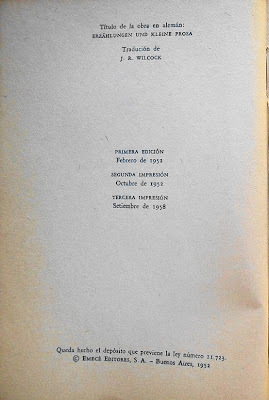 Título de la obra en alemán:
ERZÄHLUNGEN UND KLEINE PROSA
Traducción de
J. R. WILCOCK
PRIMERA EDICIÓN
Febrero de 1952
SEGUNDA IMPRESIÓN
Octubre de 1952
TERCERA IMPRESIÓN
Setiembre de 1958
Queda hecho el depósito que previene la ley número 11.723.
© EMECÉ EDITORES, S. A. – Buenos Aires, 1952